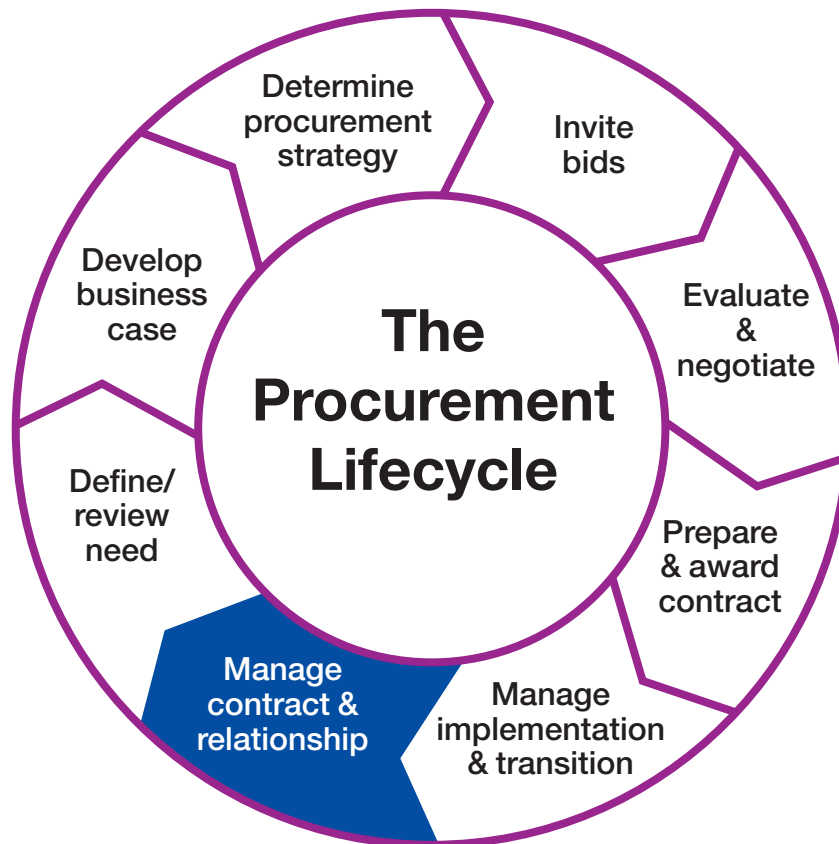 The
Procurement
Lifecycle
Define/
review
need
Develop
business
case
Determine
procurement
strategy
Invite
bids
Evaluate
&
negotiate
Prepare
& award
contract
Manage
implementation
& transition
Manage
contract &
relationship